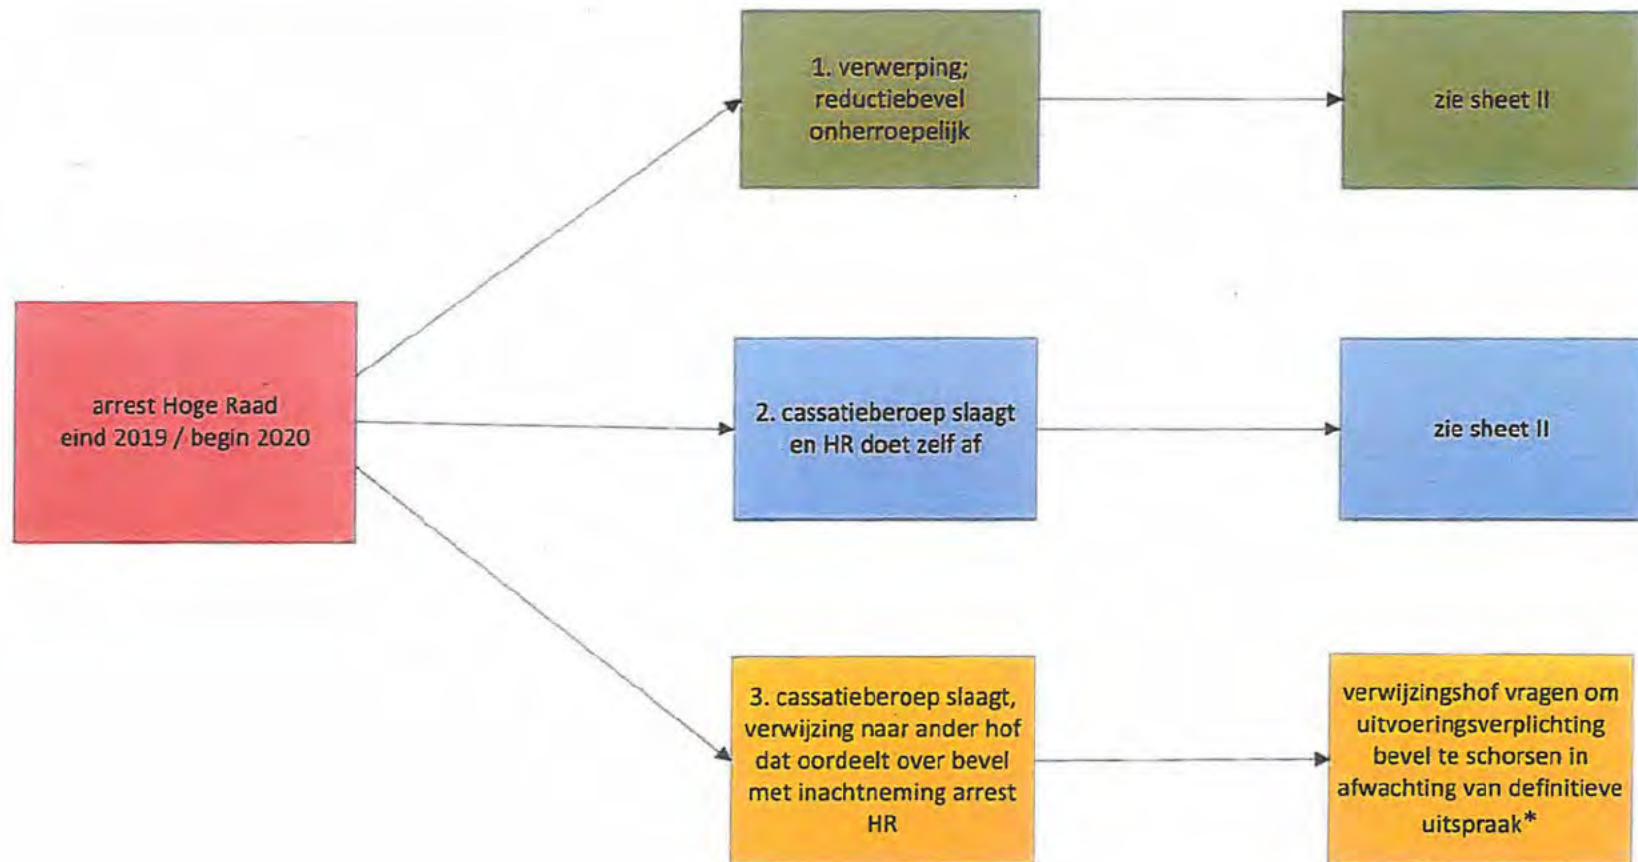 1. verwerping;
reductiebevel
onherroepelijk
zie sheet II
arrest Hoge Raad
eind 2019 / begin 2020
2. cassatieberoep slaagt
en HR doet zelf af
zie sheet II
3. cassatieberoep slaagt,
verwijzing naar ander hof
dat oordeelt over bevel
met inachtneming arrest
HR
verwijzingshof vragen om
uitvoeringsverplichting
bevel te schorsen in
afwachting van definitieve
uitspraak*